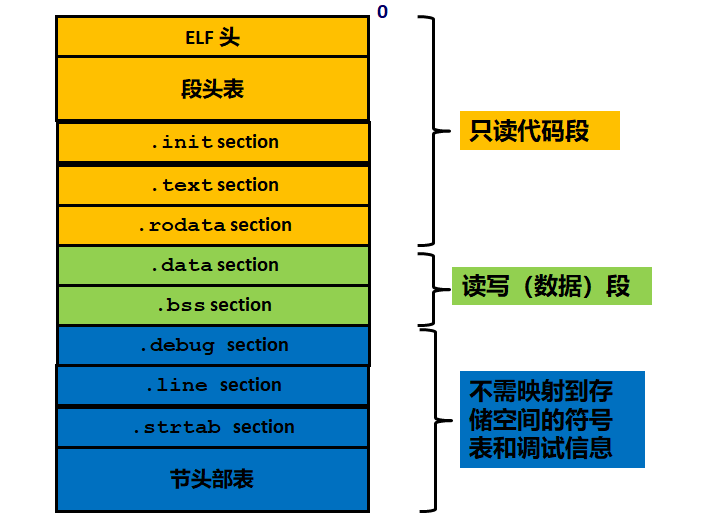 0
ELF 头
段头表
.init section
.text section
.rodata section
只读代码段
.data section
.bss section
读写（数据）段
.debug section
.line section
.strtab section
节头部表
不需映射到存
储空间的符号
表和调试信息